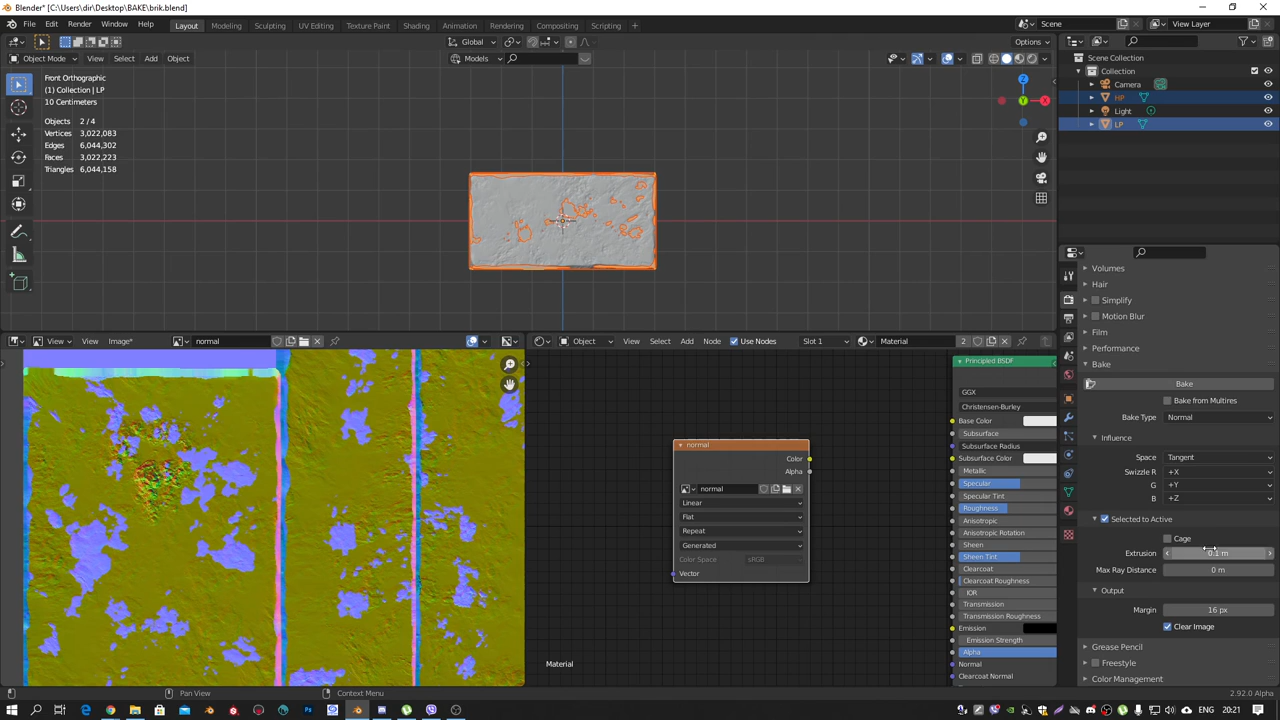 Blender* [C:\Users\dir\Desktop\BAKE\brik.blend]
File Edit Render Window Help Layout Modeling Sculpting UV Editing Texture Paint Shading Animation Rendering Compositing Scripting + Scene View Layer
Global Options
Object Mode View Select Add Object Models
Front Orthographic
(1) Collection | LP
10 Centimeters
Objects 2 / 4
Vertices 3,022,083
Edges 6,044,302
Faces 3,022,223
Triangles 6,044,158
Z
Y
X
Scene Collection
Collection
Camera
HP
Light
LP
Volumes
Hair
Simplify
Motion Blur
Film
Performance
Bake
Bake
Bake from Multires
Bake Type Normal
Influence
Space Tangent
Swizzle R +X
G +Y
B +Z
Selected to Active
Cage
Extrusion 0.1 m
Max Ray Distance 0 m
Output
Margin 16 px
Clear Image
Grease Pencil
Freestyle
Color Management
View View Image* normal
Object View Select Add Node Use Nodes Slot 1 Material 2
normal
Color
Alpha
normal
Linear
Flat
Repeat
Generated
Color Space sRGB
Vector
Principled BSDF
GGX
Christensen-Burley
Base Color
Subsurface
Subsurface Radius
Subsurface Color
Metallic
Specular
Specular Tint
Roughness
Anisotropic
Anisotropic Rotation
Sheen
Sheen Tint
Clearcoat
Clearcoat Roughness
IOR
Transmission
Transmission Roughness
Emission
Emission Strength
Alpha
Normal
Clearcoat Normal
Material
Pan View Context Menu 2.92.0 Alpha
ENG 20:21